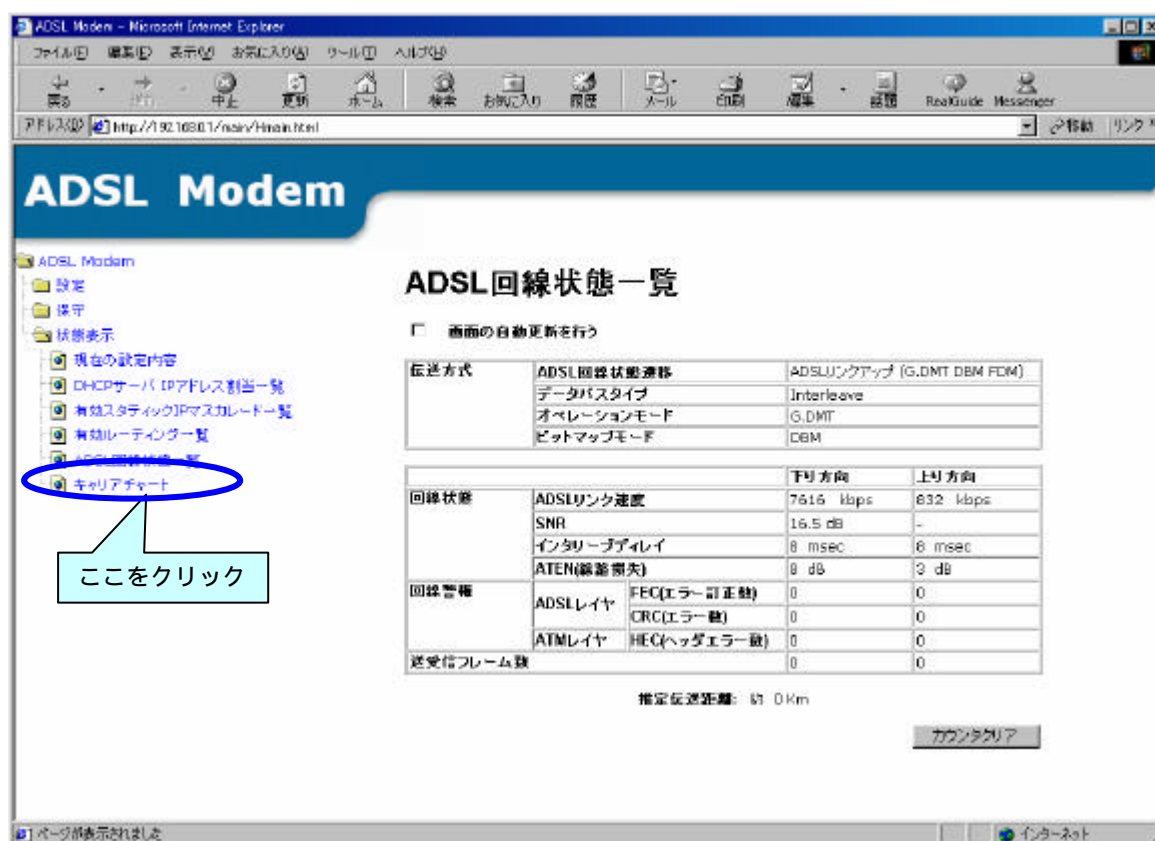 ADSL Modem - Microsoft Internet Explorer
ファイル(F) 編集(E) 表示(V) お気に入り(A) ツール(T) ヘルプ(H)
戻る 進む 中止 更新 ホーム 検索 お気に入り 履歴 メール 印刷 編集 話題 RealGuide Messenger
アドレス(D) http://192.168.0.1/main/Hmain.html 移動 リンク »
ADSL Modem
ADSL Modem
設定
保守
状態表示
現在の設定内容
DHCPサーバ IPアドレス割当一覧
有効スタティックIPマスカレード一覧
有効ルーティング一覧
ADSL回線状態一覧
キャリアチャート
ここをクリック
ADSL回線状態一覧
画面の自動更新を行う
伝送方式 ADSL回線状態遷移 ADSLリンクアップ (G.DMT DBM FDM)
データパスタイプ Interleave
オペレーションモード G.DMT
ビットマップモード DBM
下り方向 上り方向
回線状態 ADSLリンク速度 7616 kbps 832 kbps
SNR 16.5 dB -
インタリーブディレイ
ATEN(線路損失) 3 dB
回線警報 ADSLレイヤ FEC(エラー訂正数) 0 0
CRC(エラー数) 0 0
ATMレイヤ HEC(ヘッダエラー数) 0 0
送受信フレーム数 0 0
推定伝送距離: 約 0 Km
カウンタクリア
ページが表示されました インターネット